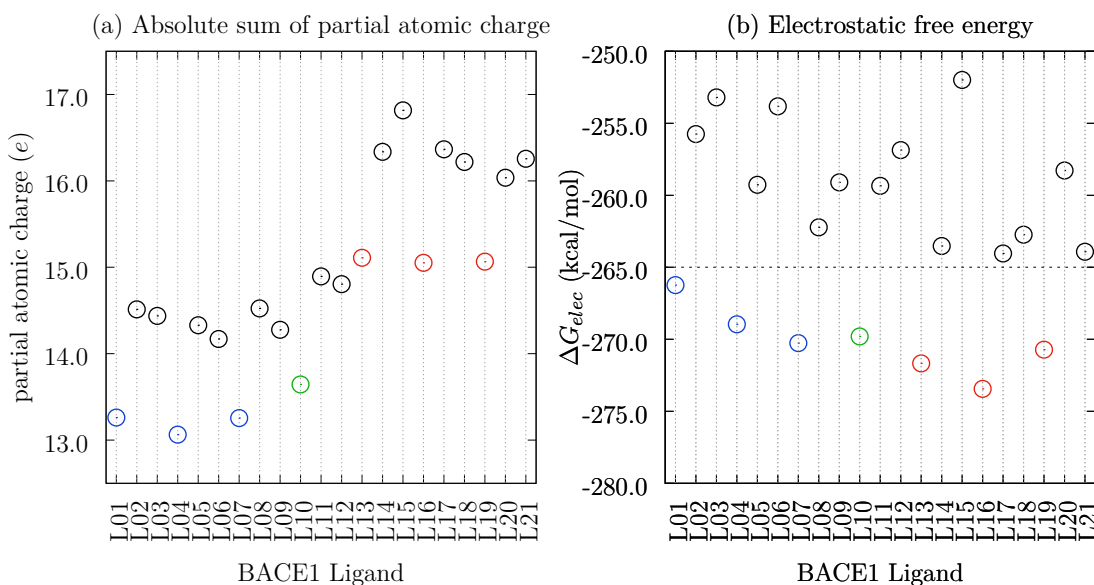 (a) Absolute sum of partial atomic charge
partial atomic charge (e)
17.0
16.0
15.0
14.0
13.0
L01
L02
L03
L04
L05
L06
L07
L08
L09
L10
L11
L12
L13
L14
L15
L16
L17
L18
L19
L20
L21
BACE1 Ligand
(b) Electrostatic free energy
ΔG_elec (kcal/mol)
-250.0
-255.0
-260.0
-265.0
-270.0
-275.0
-280.0
L01
L02
L03
L04
L05
L06
L07
L08
L09
L10
L11
L12
L13
L14
L15
L16
L17
L18
L19
L20
L21
BACE1 Ligand